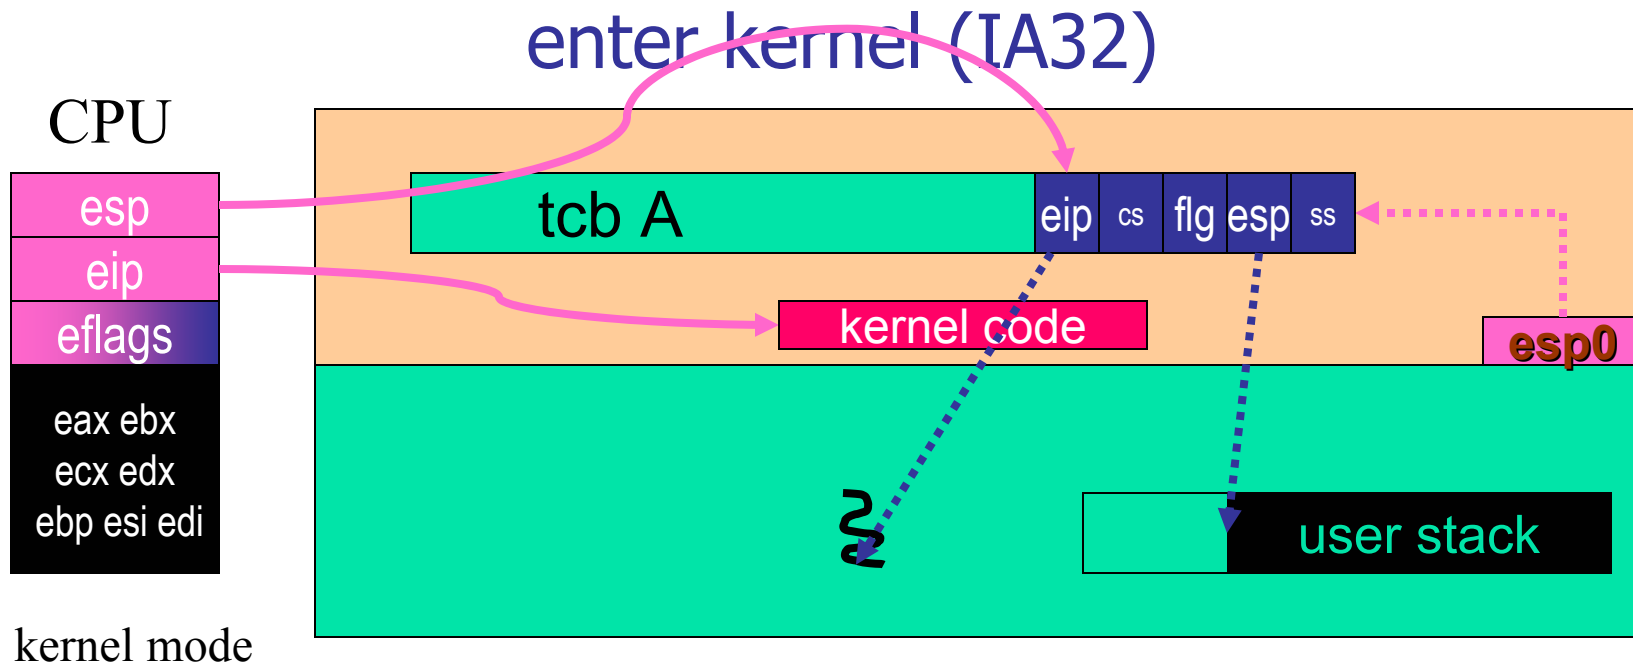 enter kernel (IA32)
CPU
esp
eip
eflags
eax ebx
ecx edx
ebp esi edi
kernel mode
tcb A
eip cs flg esp ss
kernel code
esp0
user stack